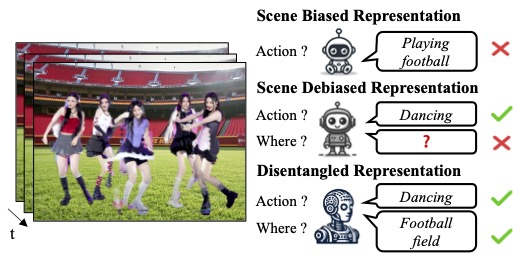 Scene Biased Representation
Action ?
Playing
football
Scene Debiased Representation
Action ?
Dancing
Where ?
?
Disentangled Representation
Action ?
Dancing
Where ?
Football
field
t